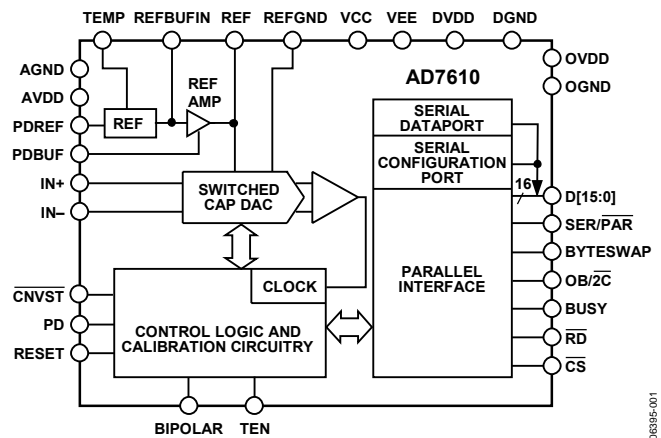 TEMP REFBUFIN REF REFGND VCC VEE DVDD DGND
OVDD
OGND
AGND
AVDD
PDREF
PDBUF
IN+
IN–
CNVST
PD
RESET
REF
REF
AMP
SWITCHED
CAP DAC
CLOCK
CONTROL LOGIC AND
CALIBRATION CIRCUITRY
AD7610
SERIAL
DATAPORT
SERIAL
CONFIGURATION
PORT
PARALLEL
INTERFACE
16
D[15:0]
SER/PAR
BYTESWAP
OB/2C
BUSY
RD
CS
BIPOLAR TEN
06395-001